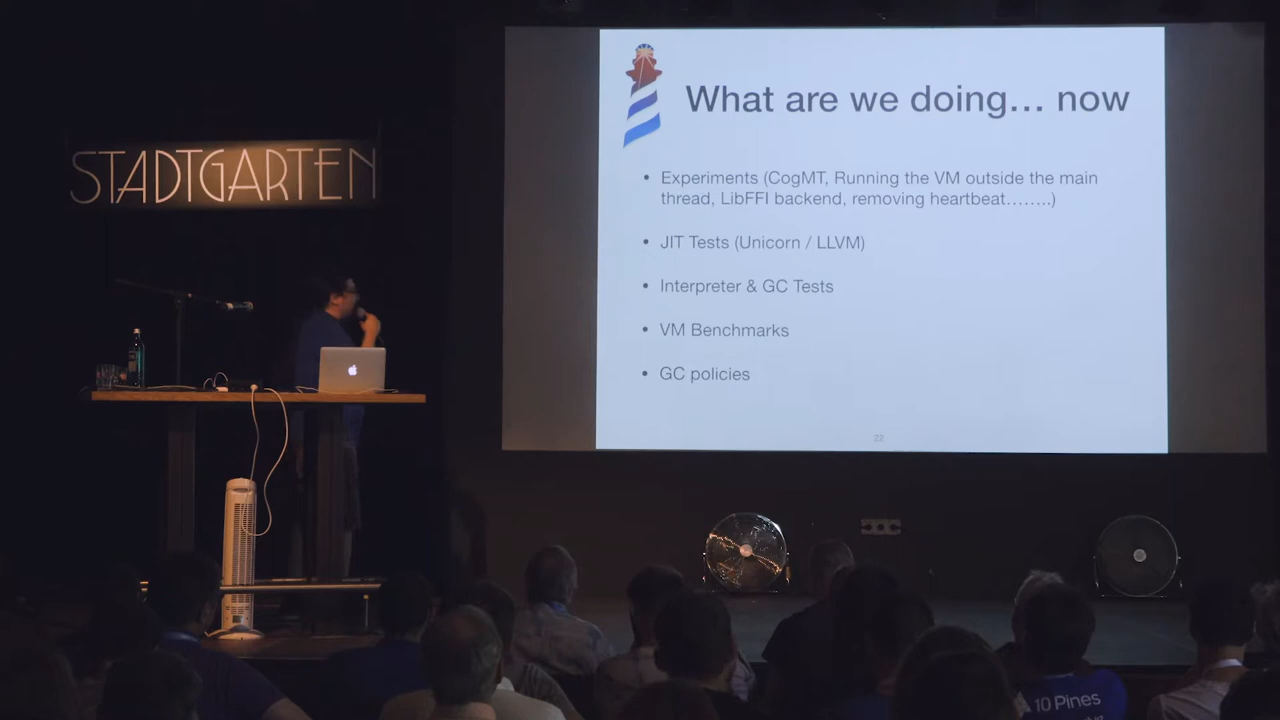 STADTGARTEN
What are we doing... now
• Experiments (CogMT, Running the VM outside the main
thread, LibFFI backend, removing heartbeat........)
• JIT Tests (Unicorn / LLVM)
• Interpreter & GC Tests
• VM Benchmarks
• GC policies
22
10 Pines